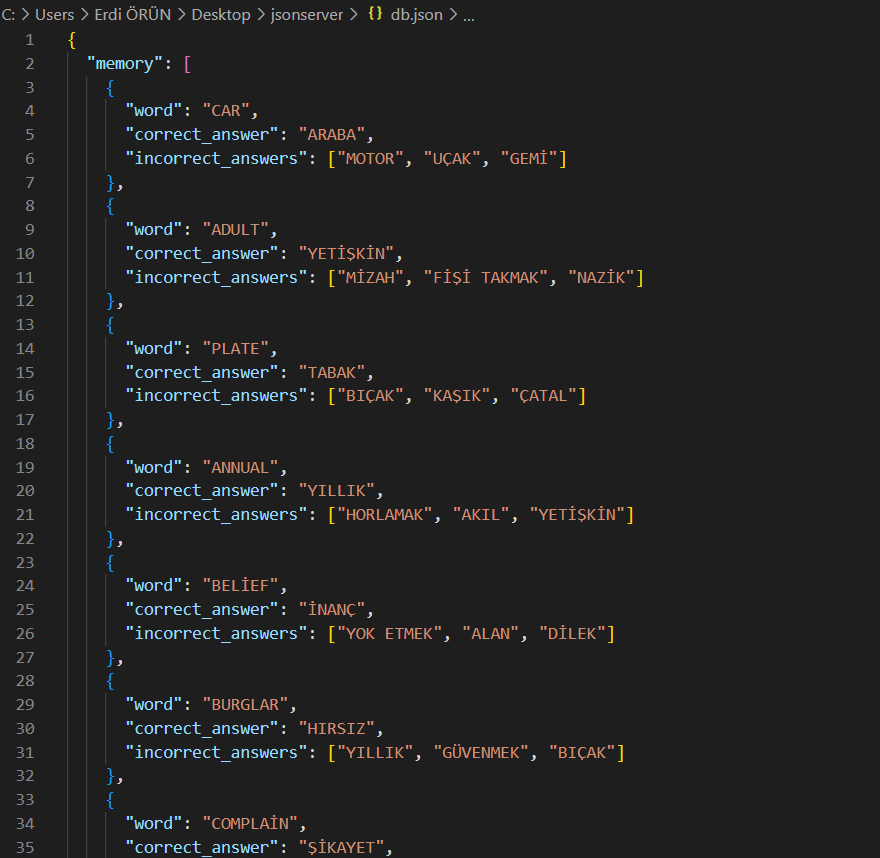 C: > Users > Erdi ÖRÜN > Desktop > jsonserver > {} db.json > ...
1 {
2 "memory": [
3 {
4 "word": "CAR",
5 "correct_answer": "ARABA",
6 "incorrect_answers": ["MOTOR", "UÇAK", "GEMİ"]
7 },
8 {
9 "word": "ADULT",
10 "correct_answer": "YETİŞKİN",
11 "incorrect_answers": ["MİZAH", "FİŞİ TAKMAK", "NAZİK"]
12 },
13 {
14 "word": "PLATE",
15 "correct_answer": "TABAK",
16 "incorrect_answers": ["BIÇAK", "KAŞIK", "ÇATAL"]
17 },
18 {
19 "word": "ANNUAL",
20 "correct_answer": "YILLIK",
21 "incorrect_answers": ["HORLAMAK", "AKIL", "YETİŞKİN"]
22 },
23 {
24 "word": "BELİEF",
25 "correct_answer": "İNANÇ",
26 "incorrect_answers": ["YOK ETMEK", "ALAN", "DİLEK"]
27 },
28 {
29 "word": "BURGLAR",
30 "correct_answer": "HIRSIZ",
31 "incorrect_answers": ["YILLIK", "GÜVENMEK", "BIÇAK"]
32 },
33 {
34 "word": "COMPLAİN",
35 "correct_answer": "ŞİKAYET",